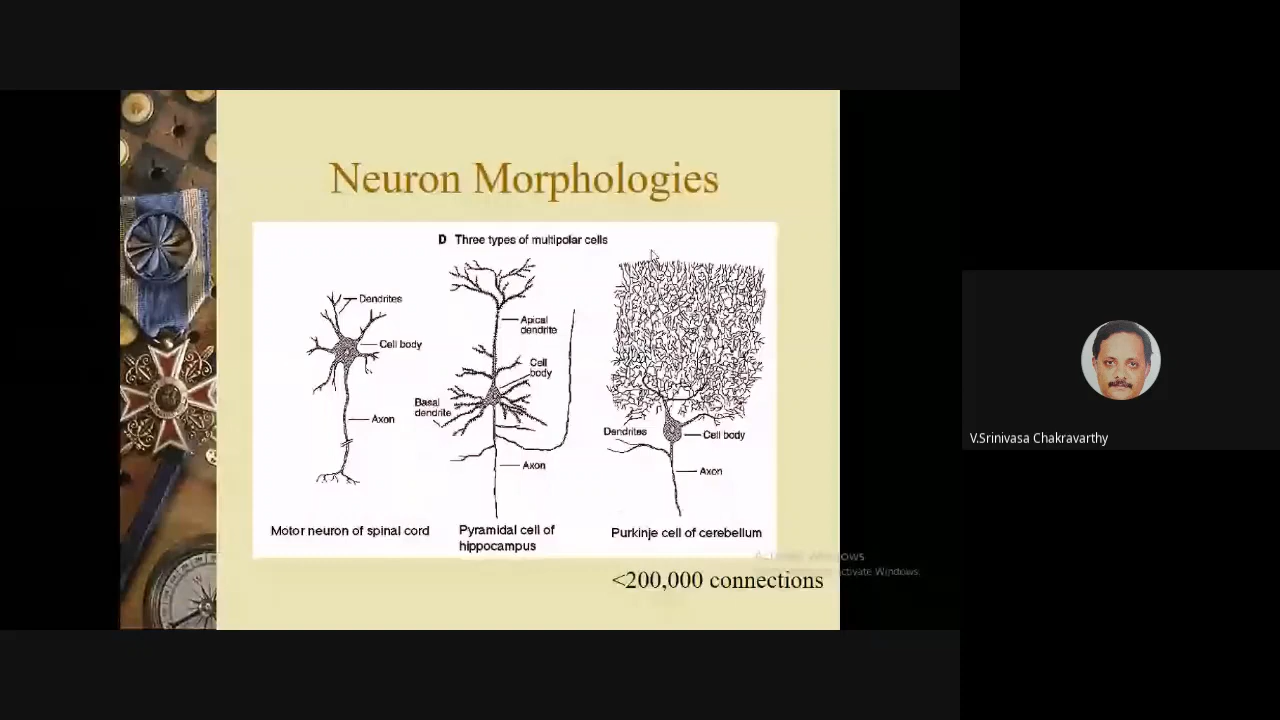 Neuron Morphologies
D Three types of multipolar cells
Dendrites
Cell body
Axon
Motor neuron of spinal cord
Apical
dendrite
Cell
body
Basal
dendrite
Axon
Pyramidal cell of
hippocampus
Dendrites
Cell body
Axon
Purkinje cell of cerebellum
<200,000 connections
V.Srinivasa Chakravarthy
Windows
activate Windows.